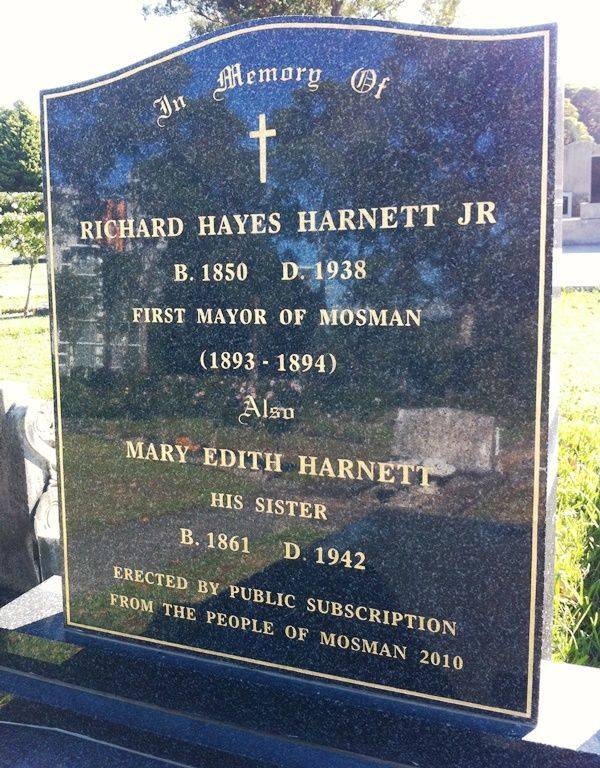 In Memory Of
RICHARD HAYES HARNETT JR
B. 1850 D. 1938
FIRST MAYOR OF MOSMAN
(1893 - 1894)
Also
MARY EDITH HARNETT
HIS SISTER
B. 1861 D. 1942
ERECTED BY PUBLIC SUBSCRIPTION
FROM THE PEOPLE OF MOSMAN 2010